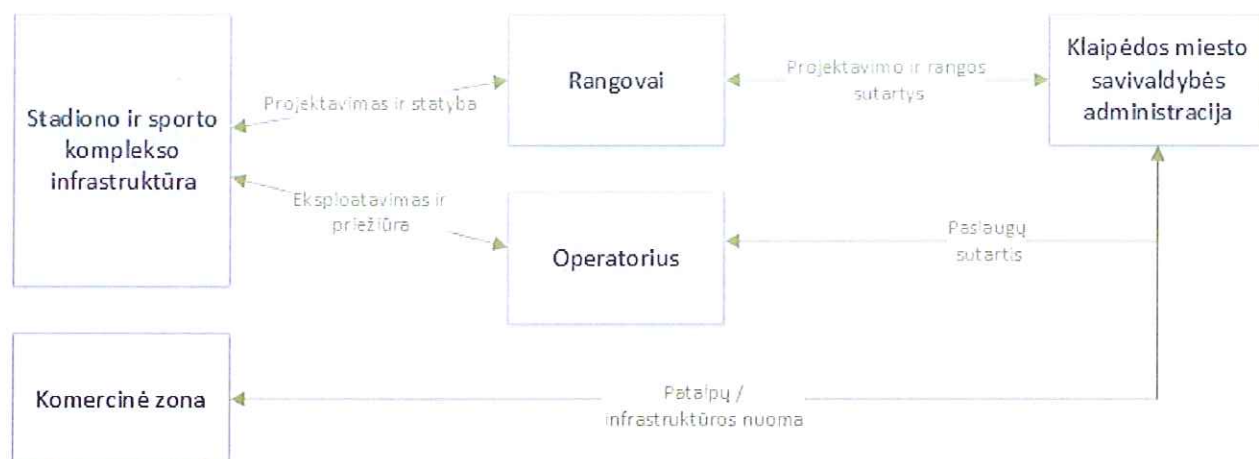 Stadiono ir sporto
komplekso
infrastruktūra
Projektavimas ir statyba
Rangovai
Projektavimo ir rangos
sutartys
Klaipėdos miesto
savivaldybės
administracija
Eksploatavimas ir
priežiūra
Operatorius
Paslaugų
sutartis
Komercinė zona
Patalpų /
infrastruktūros nuoma